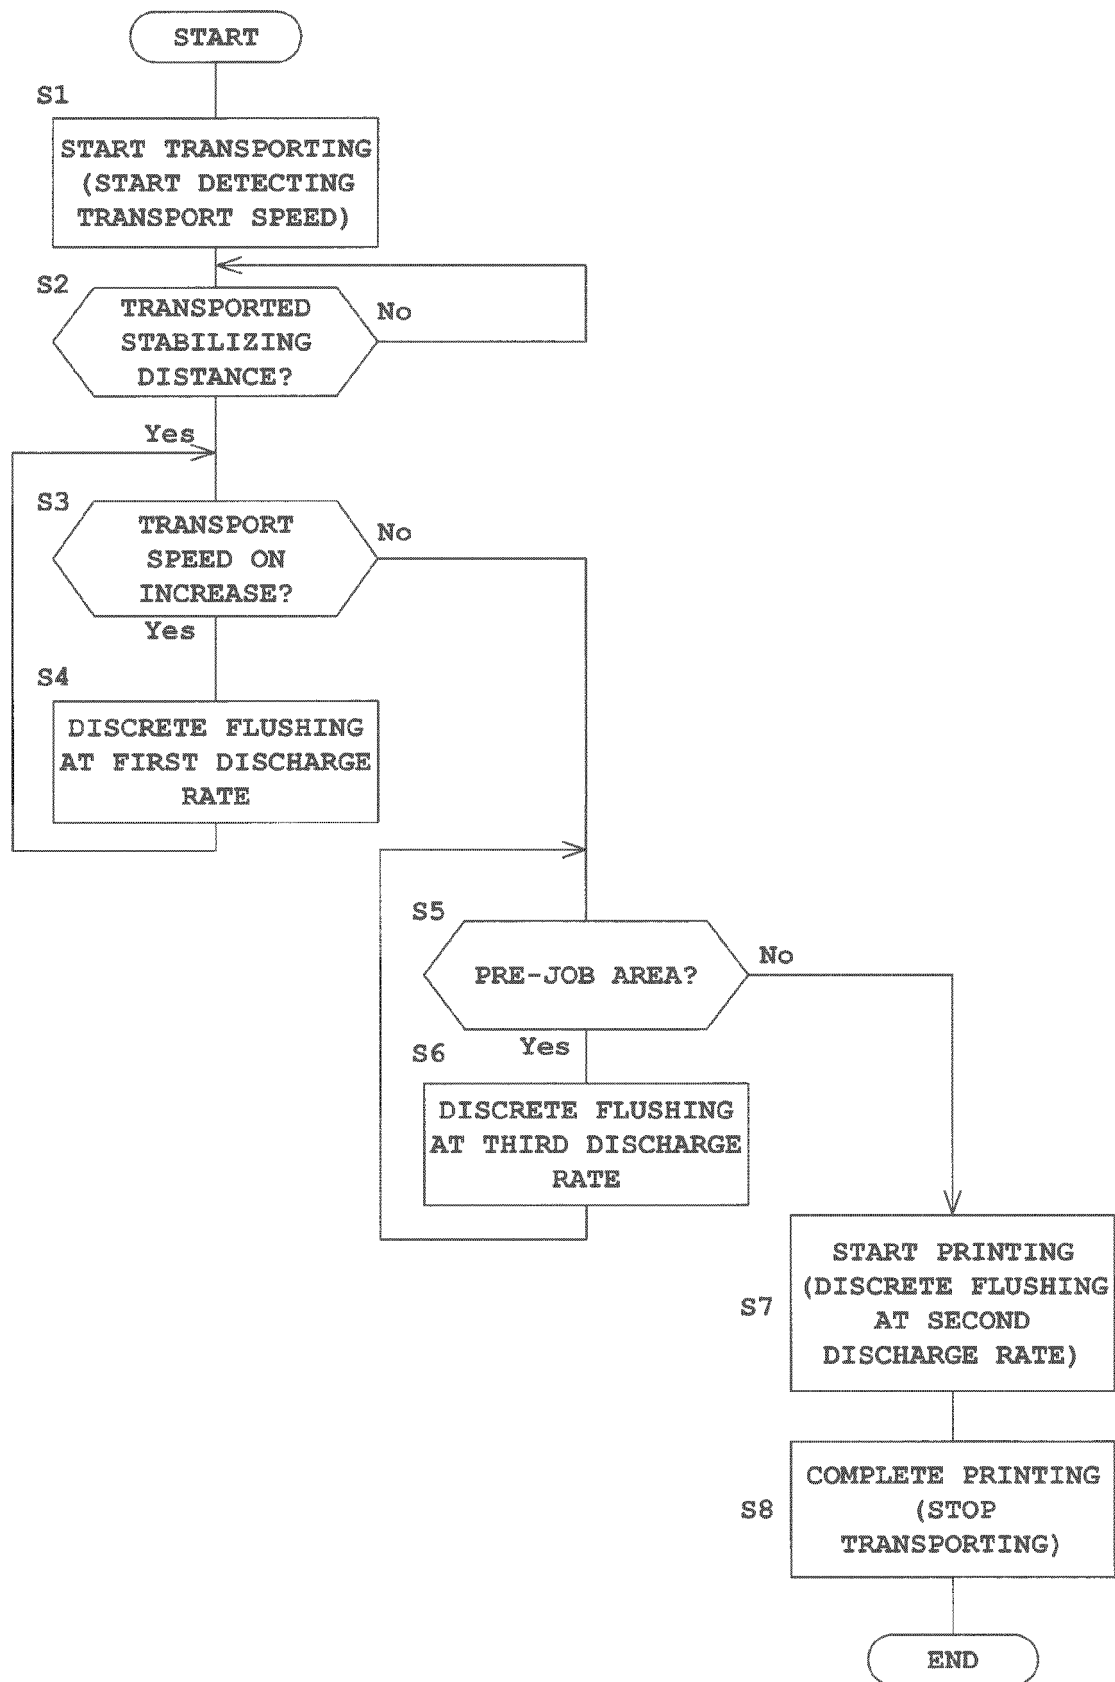 START
S1
START TRANSPORTING
(START DETECTING
TRANSPORT SPEED)
S2
TRANSPORTED
STABILIZING
DISTANCE?
No
Yes
S3
TRANSPORT
SPEED ON
INCREASE?
No
Yes
S4
DISCRETE FLUSHING
AT FIRST DISCHARGE
RATE
S5
PRE-JOB AREA?
No
Yes
S6
DISCRETE FLUSHING
AT THIRD DISCHARGE
RATE
S7
START PRINTING
(DISCRETE FLUSHING
AT SECOND
DISCHARGE RATE)
S8
COMPLETE PRINTING
(STOP
TRANSPORTING)
END